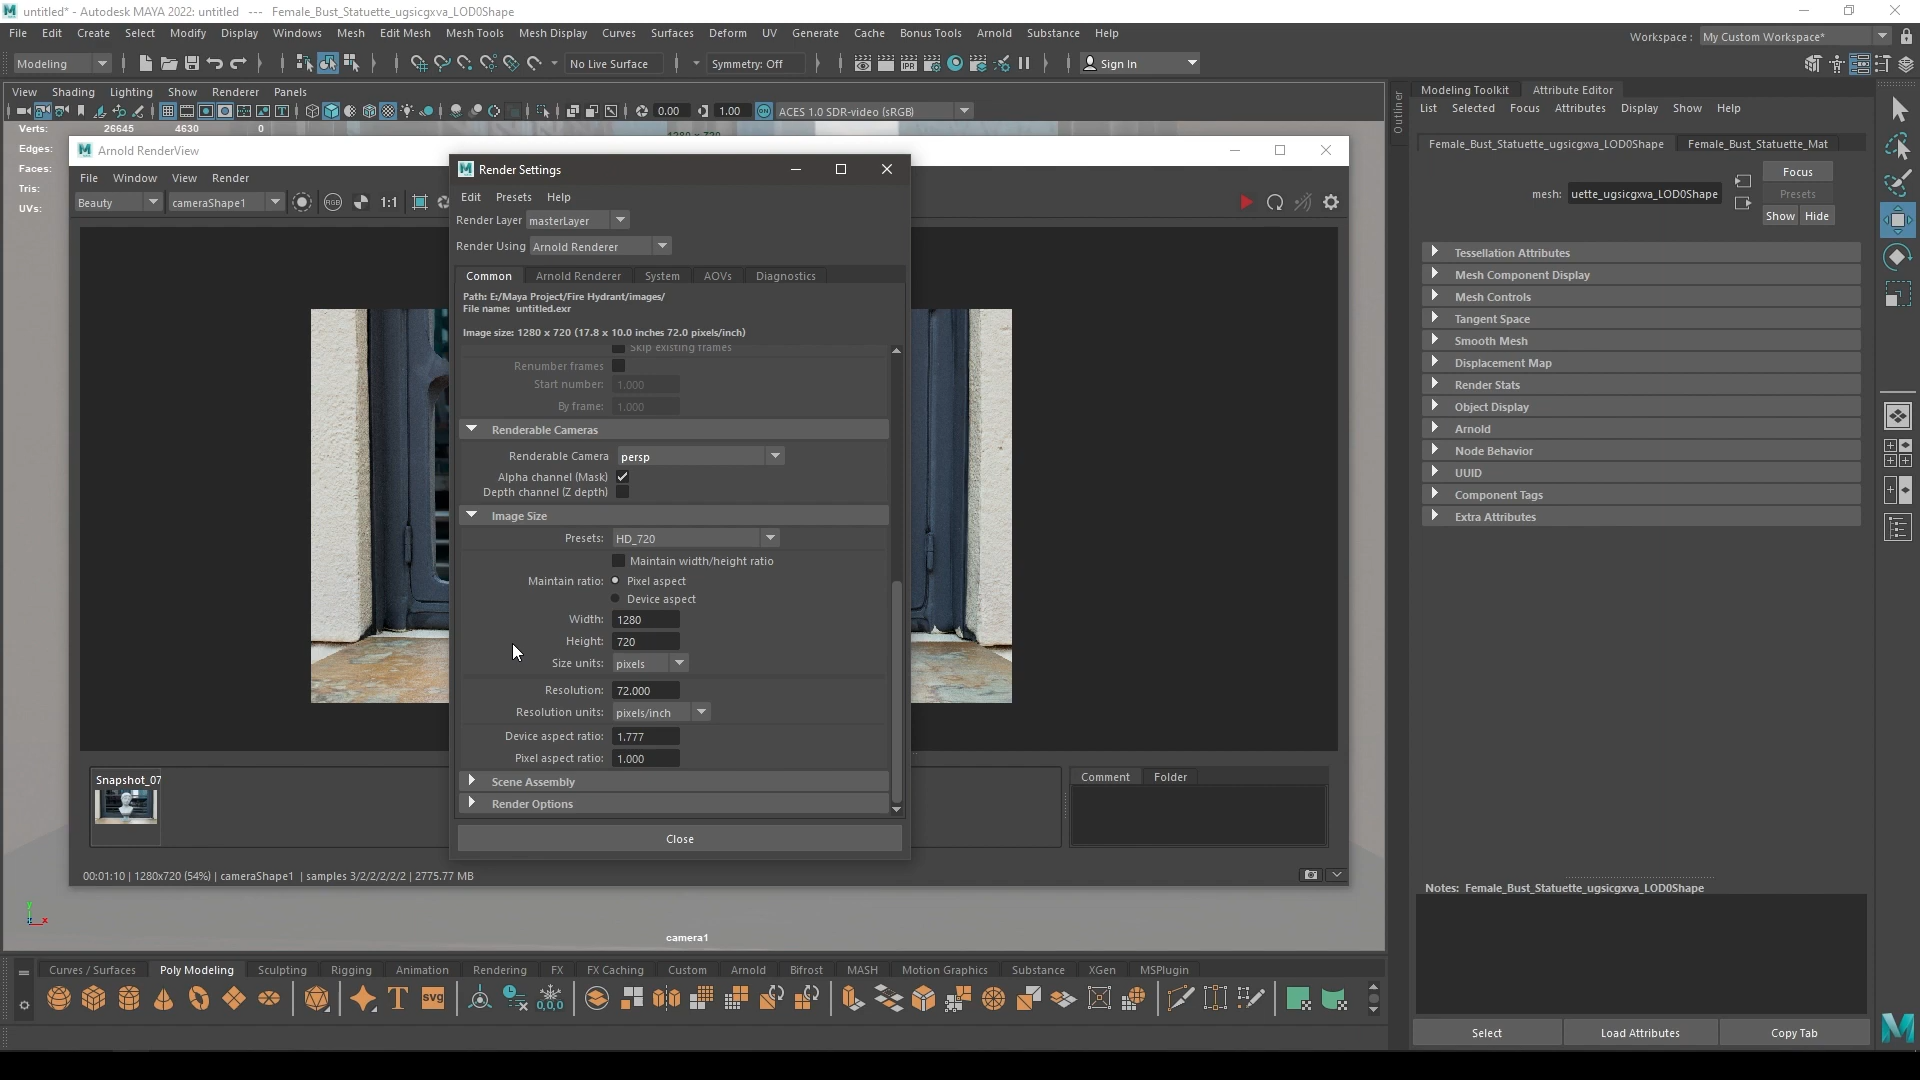 untitled* - Autodesk MAYA 2022: untitled --- Female_Bust_Statuette_ugsicgxva_LOD0Shape
File Edit Create Select Modify Display Windows Mesh Edit Mesh Mesh Tools Mesh Display Curves Surfaces Deform UV Generate Cache Bonus Tools Arnold Substance Help
Workspace : My Custom Workspace*
Modeling No Live Surface Symmetry: Off IPR Sign In
View Shading Lighting Show Renderer Panels
0.00 1.00 ON ACES 1.0 SDR-video (sRGB)
Verts: 26645 4630 0
1280 x 720
Edges:
Faces:
Tris:
UVs:
Arnold RenderView
File Window View Render
Beauty cameraShape1 RGB 1:1
Snapshot_07
Comment Folder
00:01:10 | 1280x720 (54%) | cameraShape1 | samples 3/2/2/2/2/2 | 2775.77 MB
Render Settings
Edit Presets Help
Render Layer masterLayer
Render Using Arnold Renderer
Common Arnold Renderer System AOVs Diagnostics
Path: E:/Maya Project/Fire Hydrant/images/
File name: untitled.exr
Image size: 1280 x 720 (17.8 x 10.0 inches 72.0 pixels/inch)
Skip existing frames
Renumber frames
Start number: 1.000
By frame: 1.000
Renderable Cameras
Renderable Camera persp
Alpha channel (Mask)
Depth channel (Z depth)
Image Size
Presets: HD_720
Maintain width/height ratio
Maintain ratio: Pixel aspect
Device aspect
Width: 1280
Height: 720
Size units: pixels
Resolution: 72.000
Resolution units: pixels/inch
Device aspect ratio: 1.777
Pixel aspect ratio: 1.000
Scene Assembly
Render Options
Close
y
x
camera1
Outliner
Modeling Toolkit Attribute Editor
List Selected Focus Attributes Display Show Help
Female_Bust_Statuette_ugsicgxva_LOD0Shape Female_Bust_Statuette_Mat
mesh: uette_ugsicgxva_LOD0Shape
Focus
Presets
Show Hide
Tessellation Attributes
Mesh Component Display
Mesh Controls
Tangent Space
Smooth Mesh
Displacement Map
Render Stats
Object Display
Arnold
Node Behavior
UUID
Component Tags
Extra Attributes
Notes: Female_Bust_Statuette_ugsicgxva_LOD0Shape
Select Load Attributes Copy Tab
Curves / Surfaces Poly Modeling Sculpting Rigging Animation Rendering FX FX Caching Custom Arnold Bifrost MASH Motion Graphics Substance XGen MSPlugin
T svg 0,0,0
M